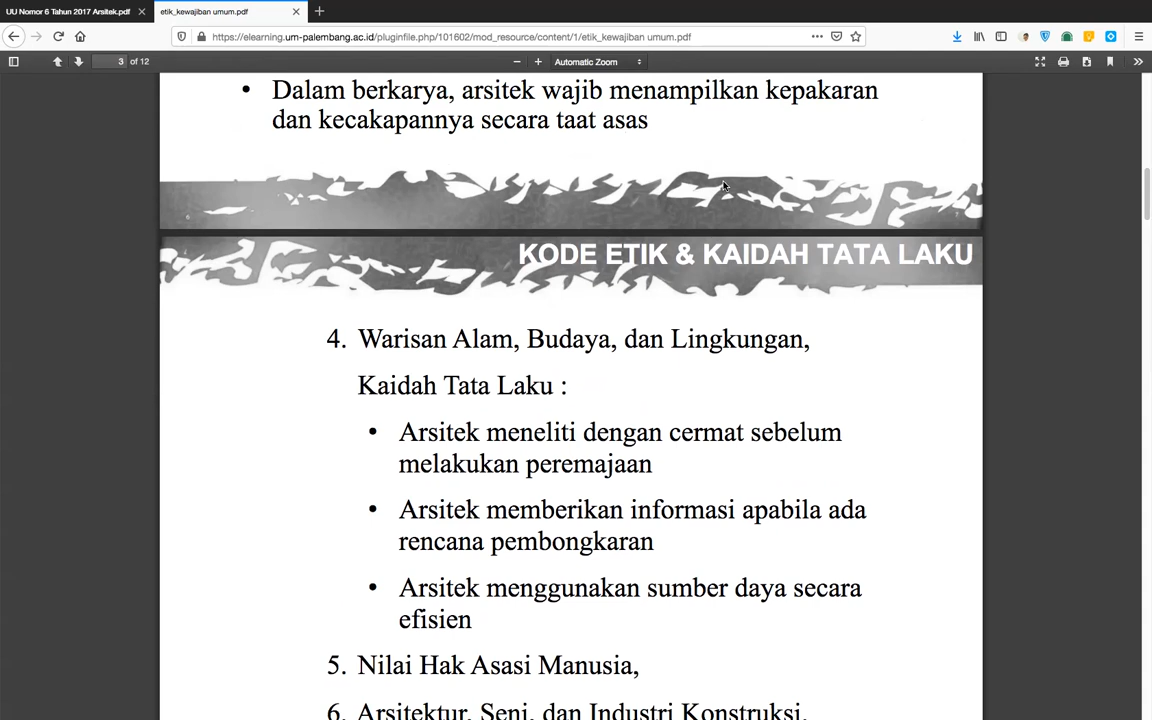 UU Nomor 6 Tahun 2017 Arsitek.pdf
etik_kewajiban umum.pdf
https://elearning.um-palembang.ac.id/pluginfile.php/101602/mod_resource/content/1/etik_kewajiban umum.pdf
3 of 12
Automatic Zoom
• Dalam berkarya, arsitek wajib menampilkan kepakaran
dan kecakapannya secara taat asas
KODE ETIK & KAIDAH TATA LAKU
4. Warisan Alam, Budaya, dan Lingkungan,
Kaidah Tata Laku :
• Arsitek meneliti dengan cermat sebelum
melakukan peremajaan
• Arsitek memberikan informasi apabila ada
rencana pembongkaran
• Arsitek menggunakan sumber daya secara
efisien
5. Nilai Hak Asasi Manusia,
6. Arsitektur, Seni, dan Industri Konstruksi,